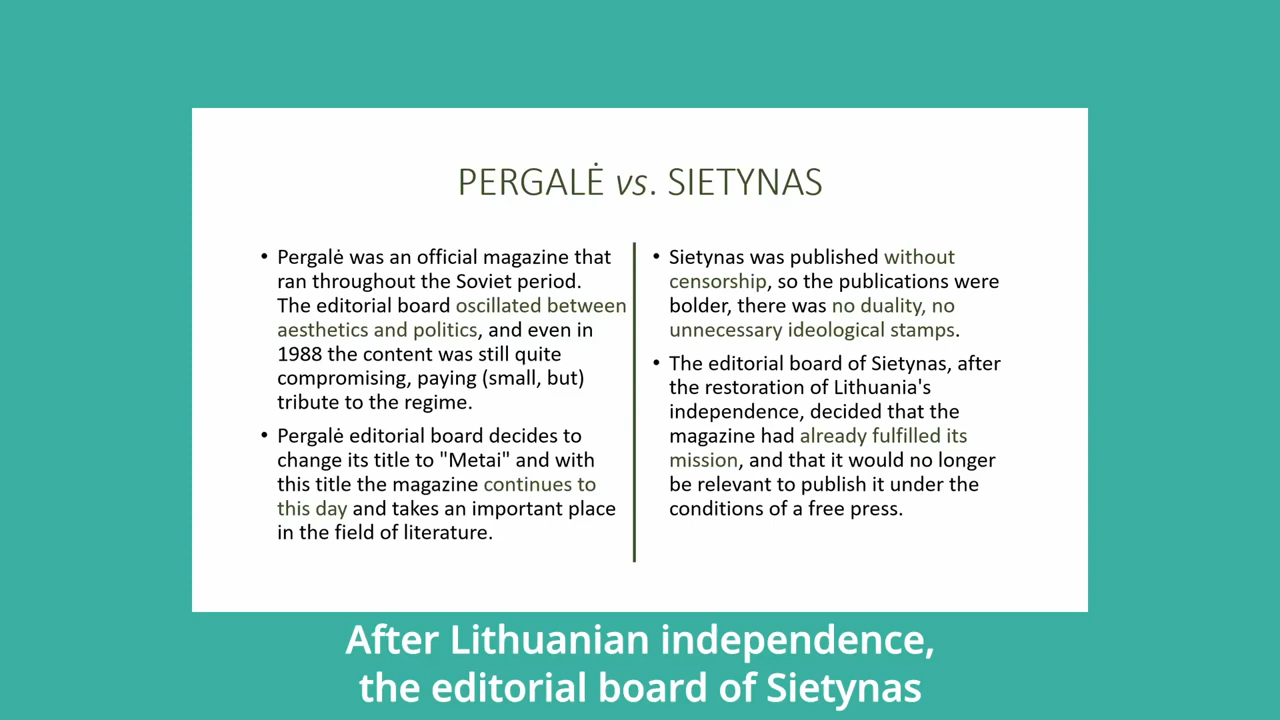 PERGALĖ vs. SIETYNAS
• Pergalė was an official magazine that
ran throughout the Soviet period.
The editorial board oscillated between
aesthetics and politics, and even in
1988 the content was still quite
compromising, paying (small, but)
tribute to the regime.
• Pergalė editorial board decides to
change its title to "Metai" and with
this title the magazine continues to
this day and takes an important place
in the field of literature.
• Sietynas was published without
censorship, so the publications were
bolder, there was no duality, no
unnecessary ideological stamps.
• The editorial board of Sietynas, after
the restoration of Lithuania's
independence, decided that the
magazine had already fulfilled its
mission, and that it would no longer
be relevant to publish it under the
conditions of a free press.
After Lithuanian independence,
the editorial board of Sietynas